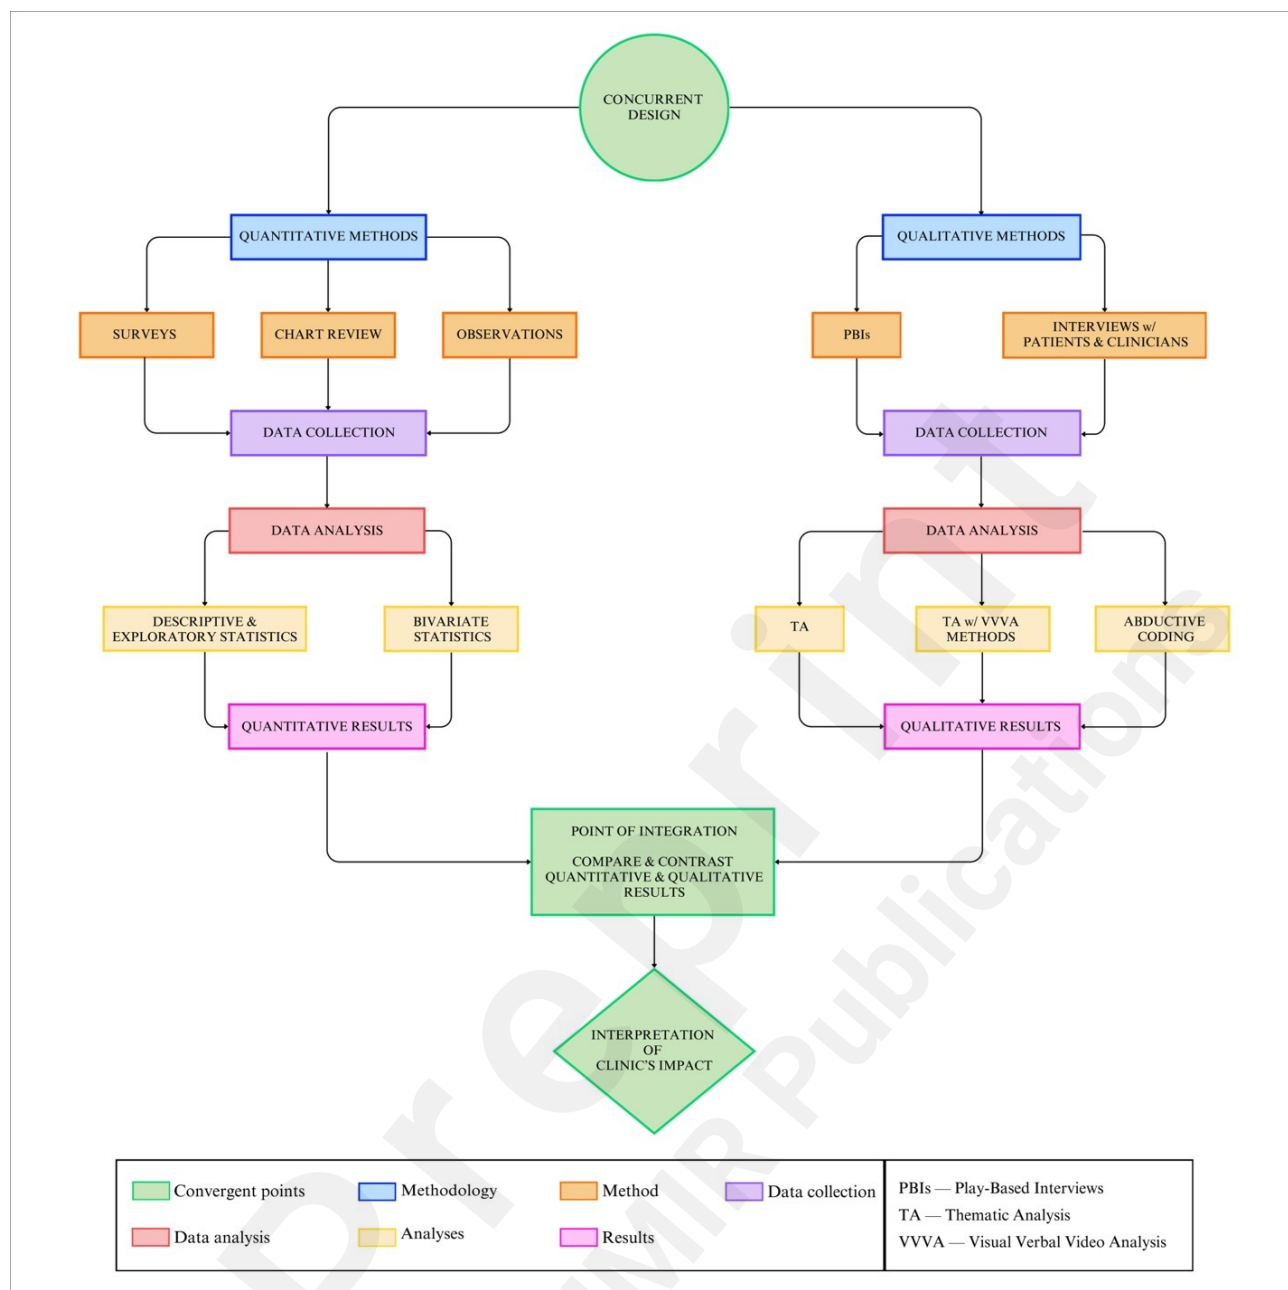 CONCURRENT
DESIGN
QUANTITATIVE METHODS
QUALITATIVE METHODS
SURVEYS
CHART REVIEW
OBSERVATIONS
PBIs
INTERVIEWS w/
PATIENTS & CLINICIANS
DATA COLLECTION
DATA COLLECTION
DATA ANALYSIS
DATA ANALYSIS
DESCRIPTIVE &
EXPLORATORY STATISTICS
BIVARIATE
STATISTICS
TA
TA w/ VVVA
METHODS
ABDUCTIVE
CODING
QUANTITATIVE RESULTS
QUALITATIVE RESULTS
POINT OF INTEGRATION
COMPARE & CONTRAST
QUANTITATIVE & QUALITATIVE
RESULTS
INTERPRETATION
OF
CLINIC'S IMPACT
Convergent points
Methodology
Method
Data collection
Data analysis
Analyses
Results
PBIs — Play-Based Interviews
TA — Thematic Analysis
VVVA — Visual Verbal Video Analysis
Preprint
JMIR Publications